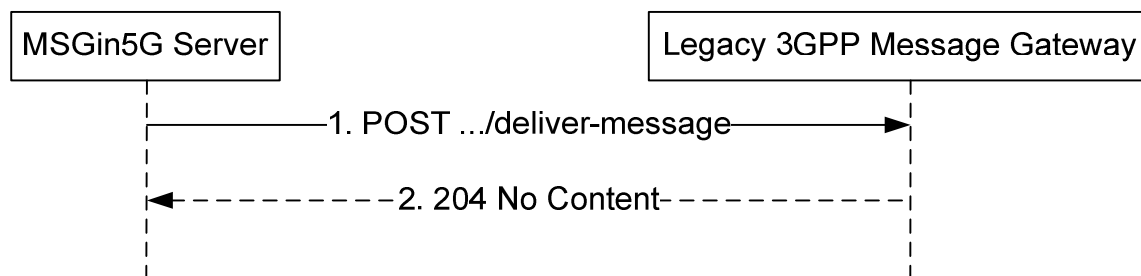 MSGin5G Server
Legacy 3GPP Message Gateway
1. POST .../deliver-message
2. 204 No Content